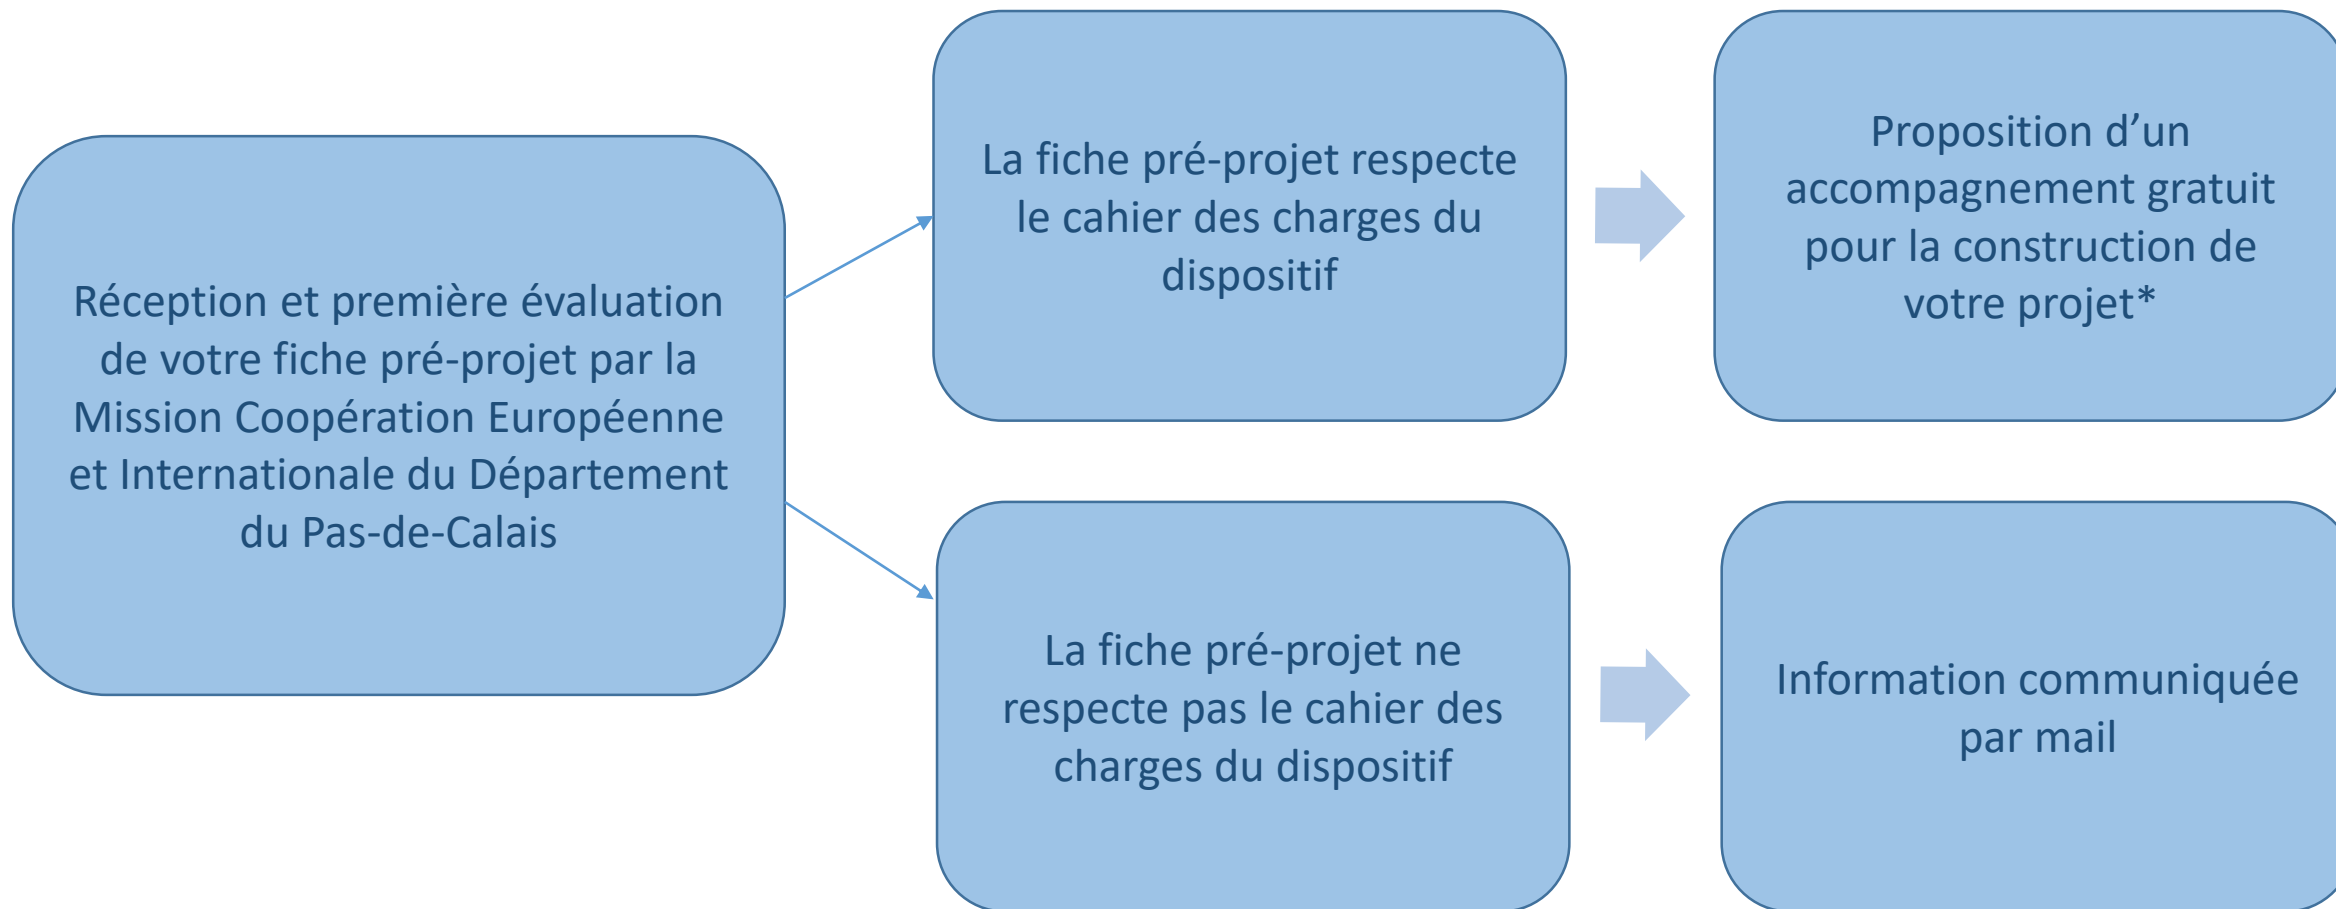 Réception et première évaluation
de votre fiche pré-projet par la
Mission Coopération Européenne
et Internationale du Département
du Pas-de-Calais
La fiche pré-projet respecte
le cahier des charges du
dispositif
Proposition d’un
accompagnement gratuit
pour la construction de
votre projet*
La fiche pré-projet ne
respecte pas le cahier des
charges du dispositif
Information communiquée
par mail